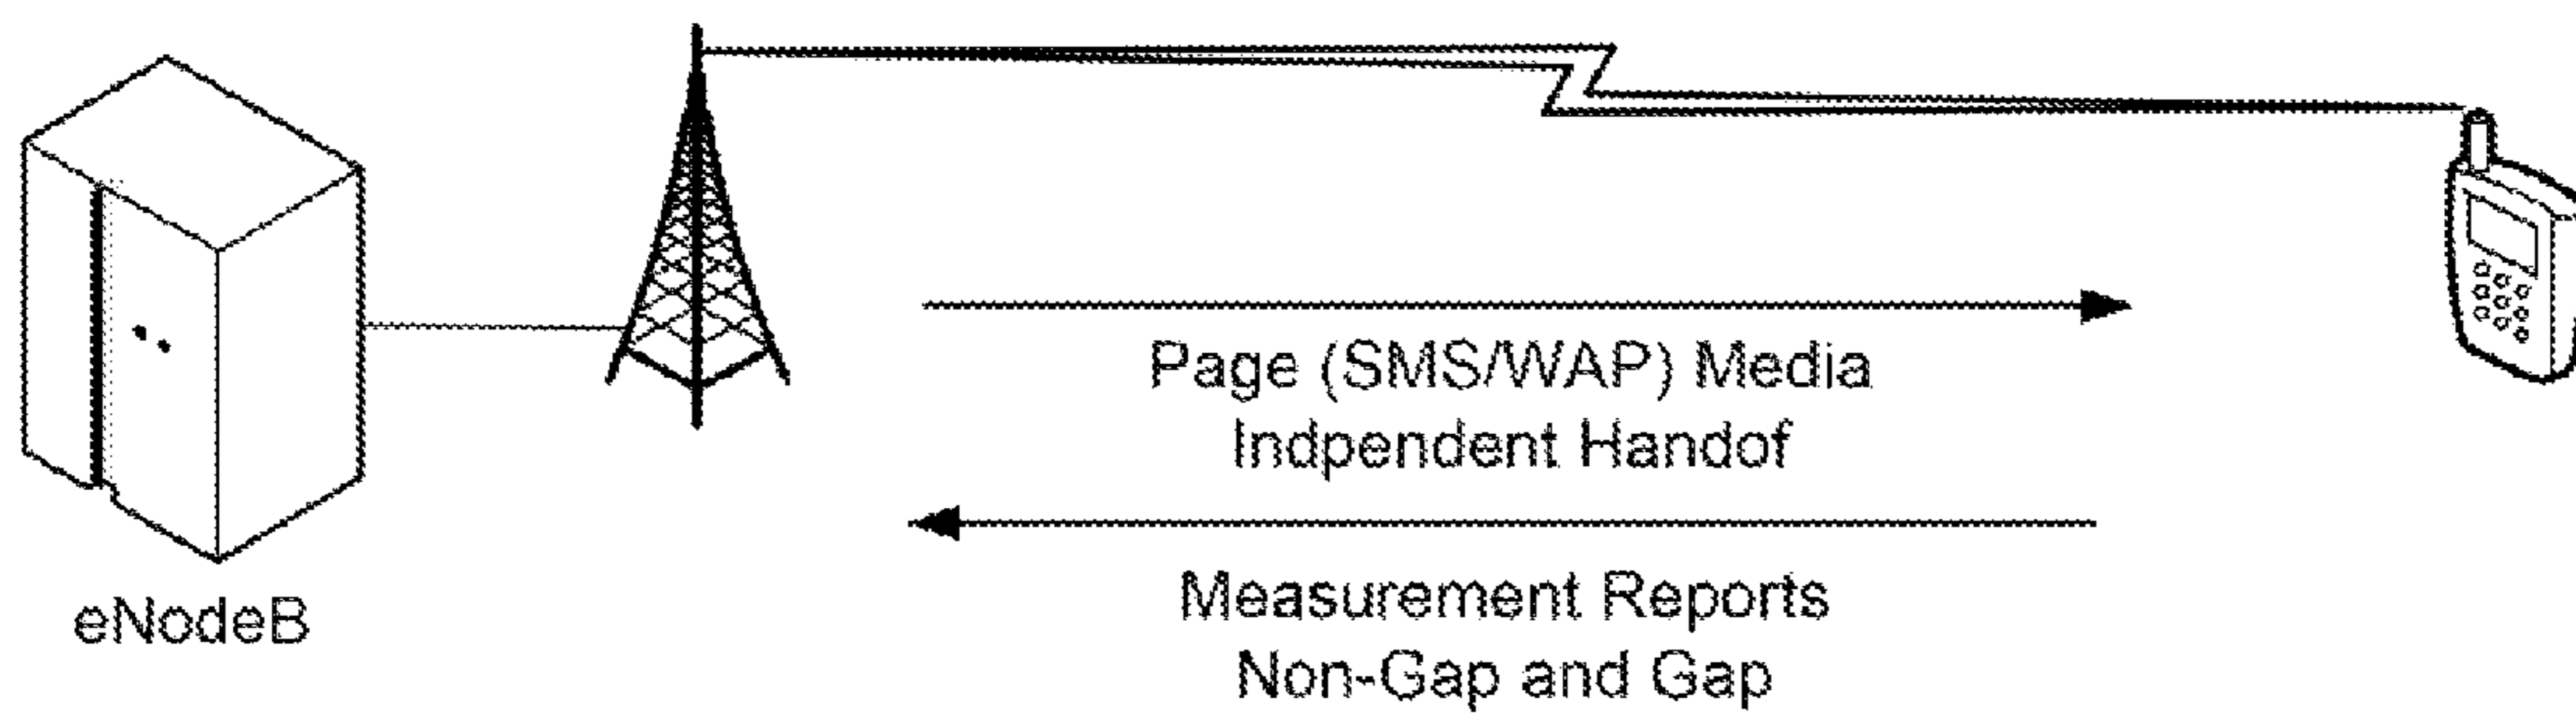 Page (SMS/WAP) Media
Indpendent Handof
Measurement Reports
Non-Gap and Gap
eNodeB